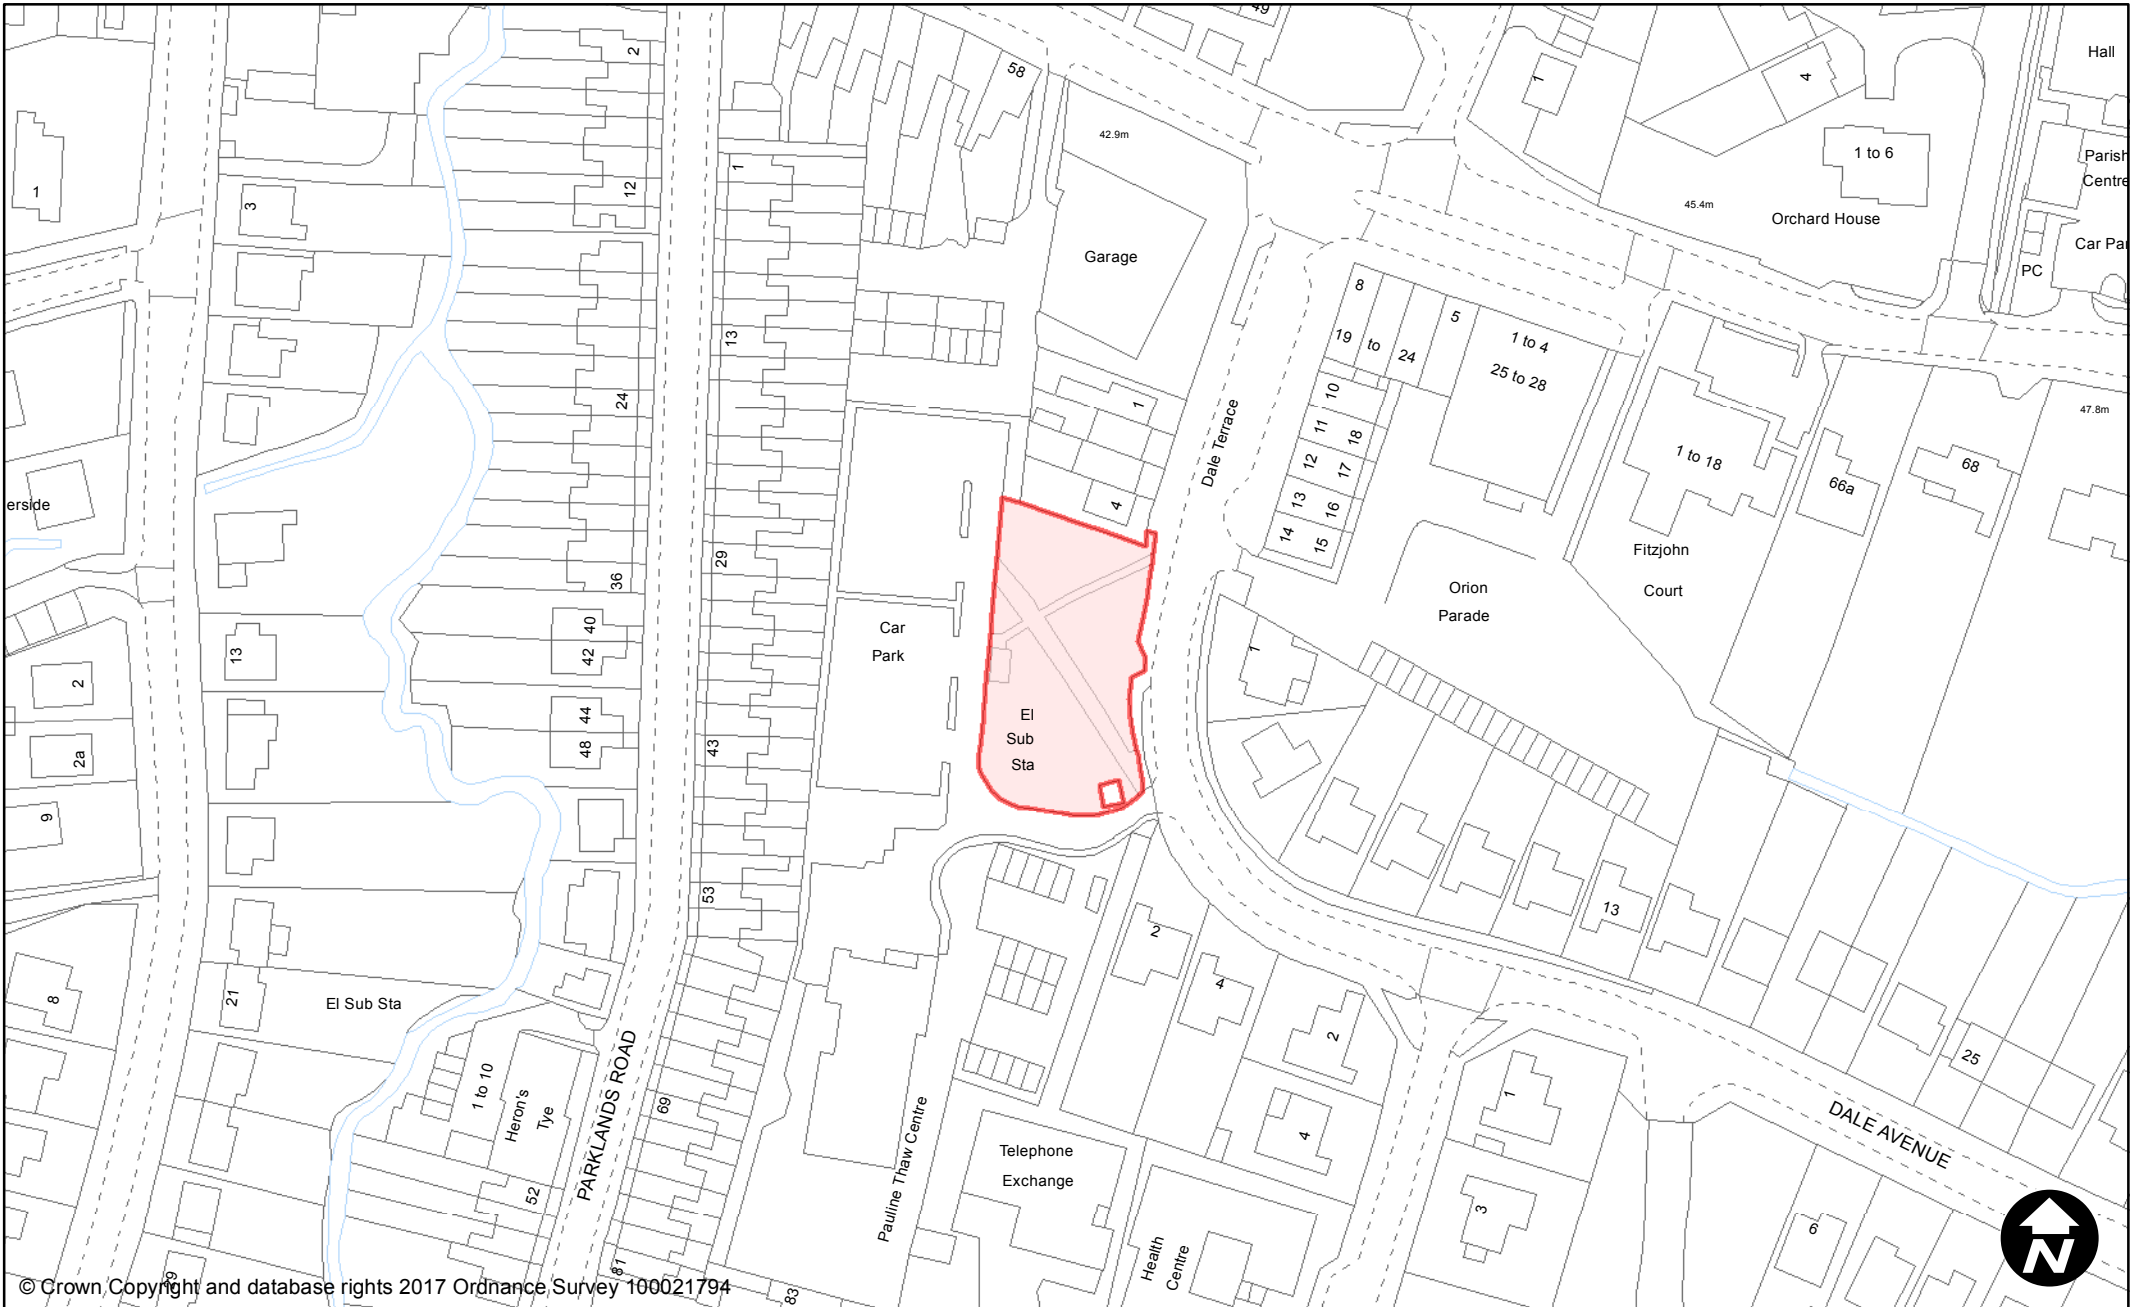 49
Hall
2
58
1
4
42.9m
1
1 to 6
Parish
Centre
1
12
3
45.4m
Orchard House
Car Par
PC
Garage
8
5
1 to 4
19
to
24
25 to 28
13
24
1
10
11
18
12
17
13
16
14
15
Dale Terrace
1 to 18
66a
68
47.8m
erside
4
29
36
Fitzjohn
Court
Orion
Parade
Car
Park
40
42
13
1
2
44
48
43
2a
El
Sub
Sta
9
53
13
2
4
8
21
El Sub Sta
2
25
1 to 10
Heron's
Tye
PARKLANDS ROAD
69
Pauline Thaw Centre
Telephone
Exchange
4
1
DALE AVENUE
52
3
6
Health
Centre
N
29
81
83
© Crown Copyright and database rights 2017 Ordnance Survey 100021794